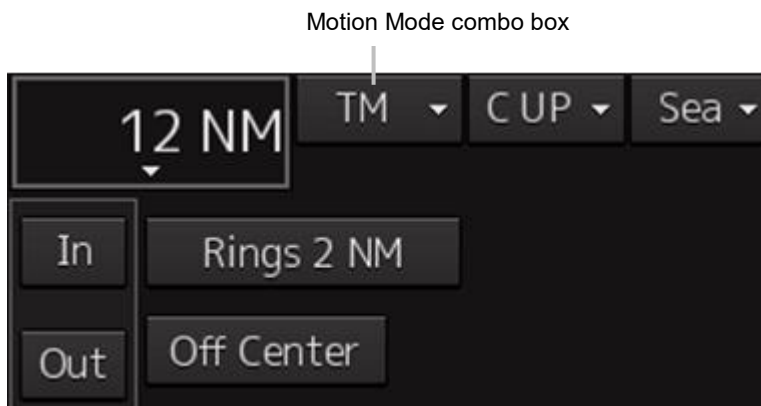 Motion Mode combo box
12 NM
TM
C UP
Sea
In
Rings 2 NM
Out
Off Center